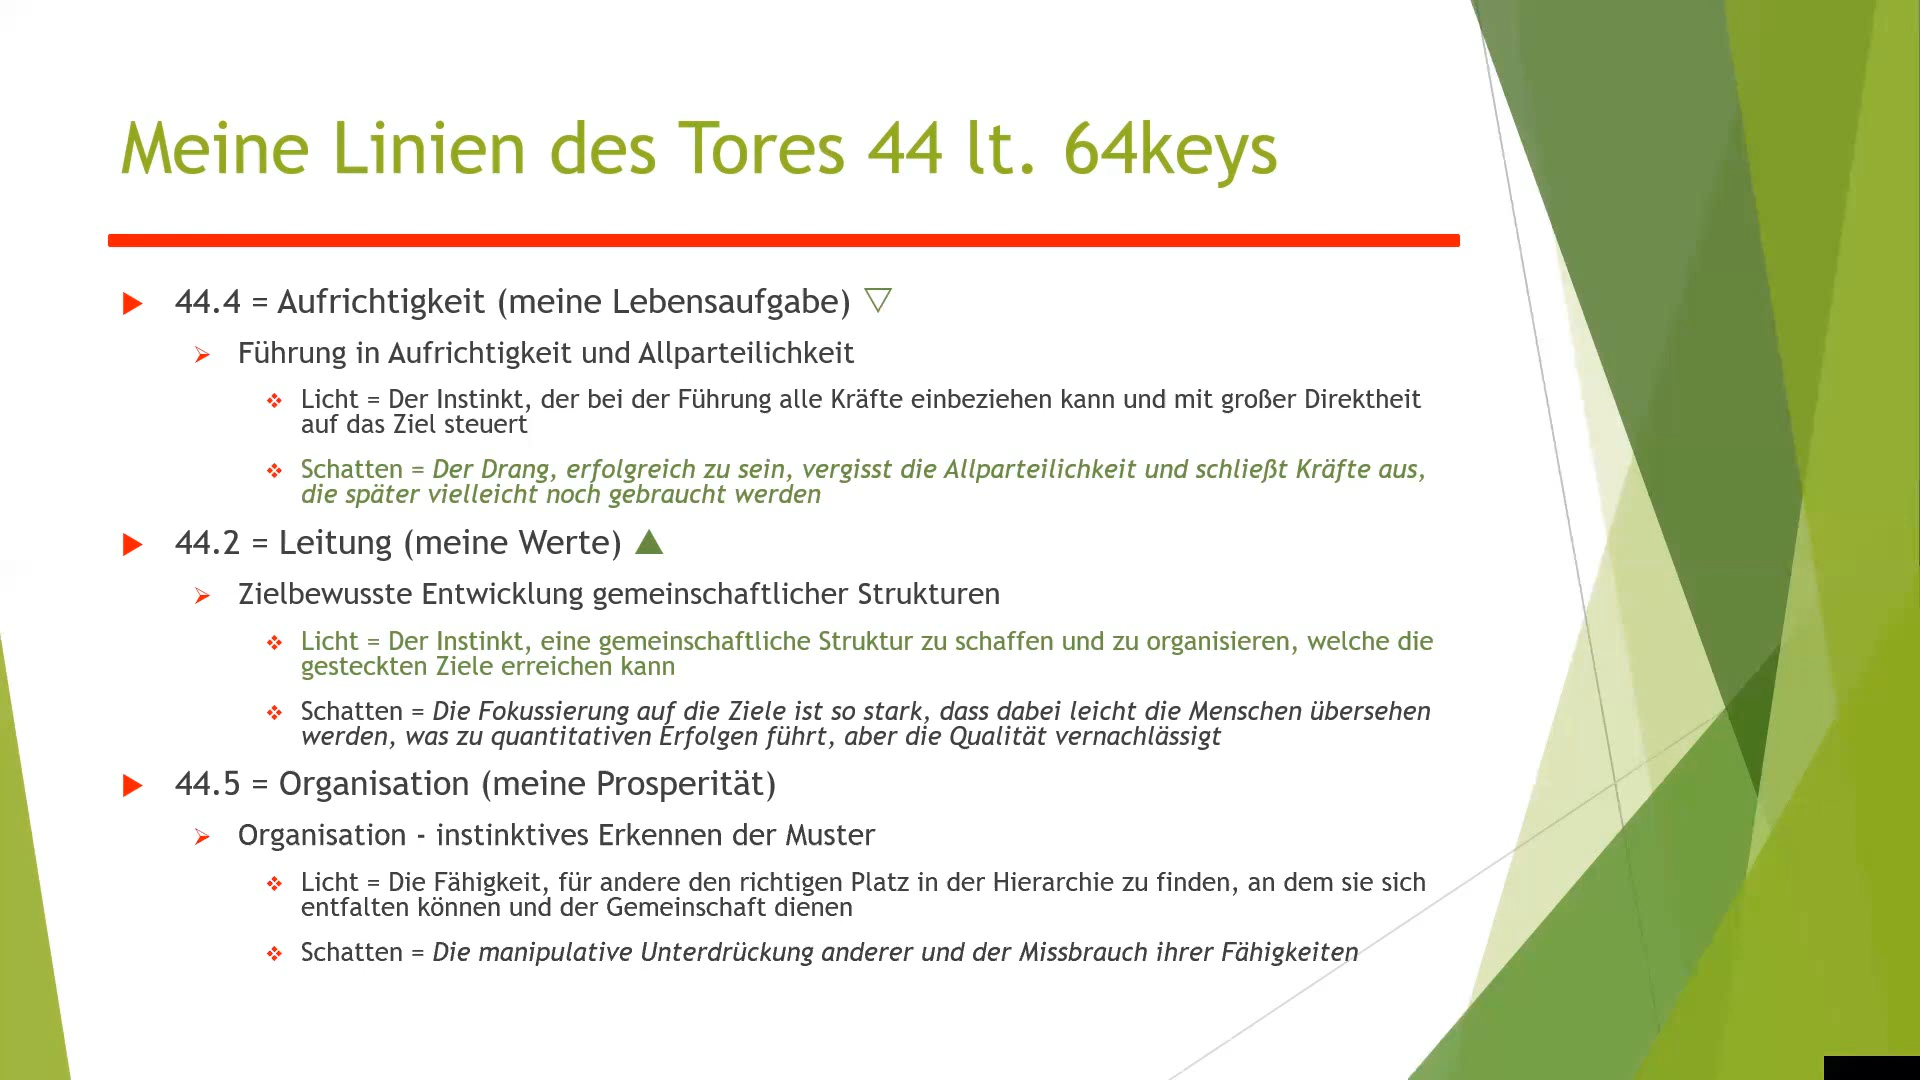 Meine Linien des Tores 44 lt. 64keys
44.4 = Aufrichtigkeit (meine Lebensaufgabe) ▽
Führung in Aufrichtigkeit und Allparteilichkeit
Licht = Der Instinkt, der bei der Führung alle Kräfte einbeziehen kann und mit großer Direktheit
auf das Ziel steuert
Schatten = Der Drang, erfolgreich zu sein, vergisst die Allparteilichkeit und schließt Kräfte aus,
die später vielleicht noch gebraucht werden
44.2 = Leitung (meine Werte) ▲
Zielbewusste Entwicklung gemeinschaftlicher Strukturen
Licht = Der Instinkt, eine gemeinschaftliche Struktur zu schaffen und zu organisieren, welche die
gesteckten Ziele erreichen kann
Schatten = Die Fokussierung auf die Ziele ist so stark, dass dabei leicht die Menschen übersehen
werden, was zu quantitativen Erfolgen führt, aber die Qualität vernachlässigt
44.5 = Organisation (meine Prosperität)
Organisation - instinktives Erkennen der Muster
Licht = Die Fähigkeit, für andere den richtigen Platz in der Hierarchie zu finden, an dem sie sich
entfalten können und der Gemeinschaft dienen
Schatten = Die manipulative Unterdrückung anderer und der Missbrauch ihrer Fähigkeiten